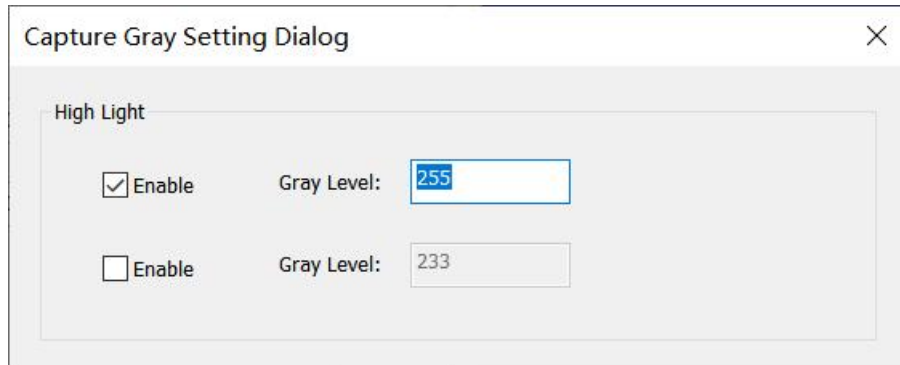 Capture Gray Setting Dialog
High Light
Enable Gray Level: 255
Enable Gray Level: 233